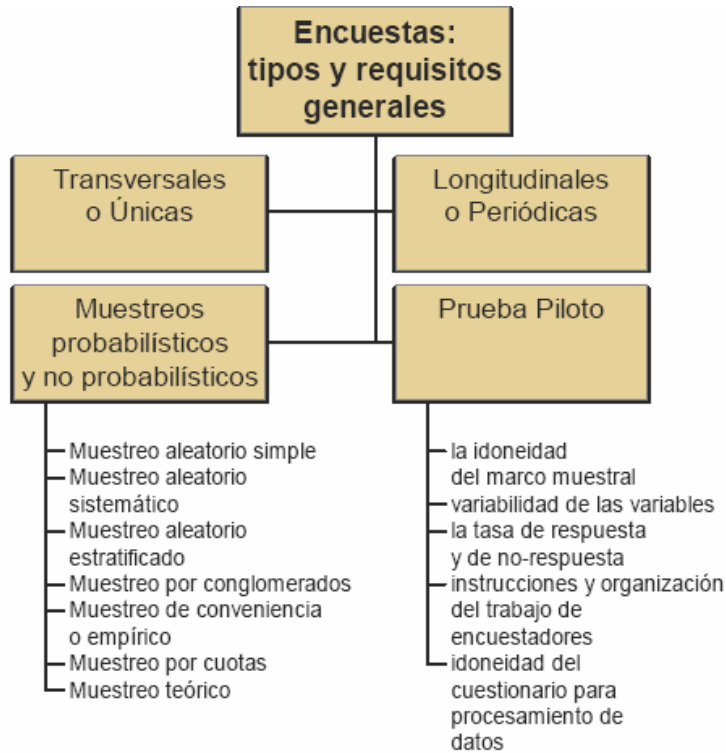 Encuestas:
tipos y requisitos
generales
Transversales
o Únicas
Longitudinales
o Periódicas
Muestreos
probabilísticos
y no probabilísticos
Prueba Piloto
Muestreo aleatorio simple
Muestreo aleatorio
sistemático
Muestreo aleatorio
estratificado
Muestreo por conglomerados
Muestreo de conveniencia
o empírico
Muestreo por cuotas
Muestreo teórico
la idoneidad
del marco muestral
variabilidad de las variables
la tasa de respuesta
y de no-respuesta
instrucciones y organización
del trabajo de
encuestadores
idoneidad del
cuestionario para
procesamiento de
datos